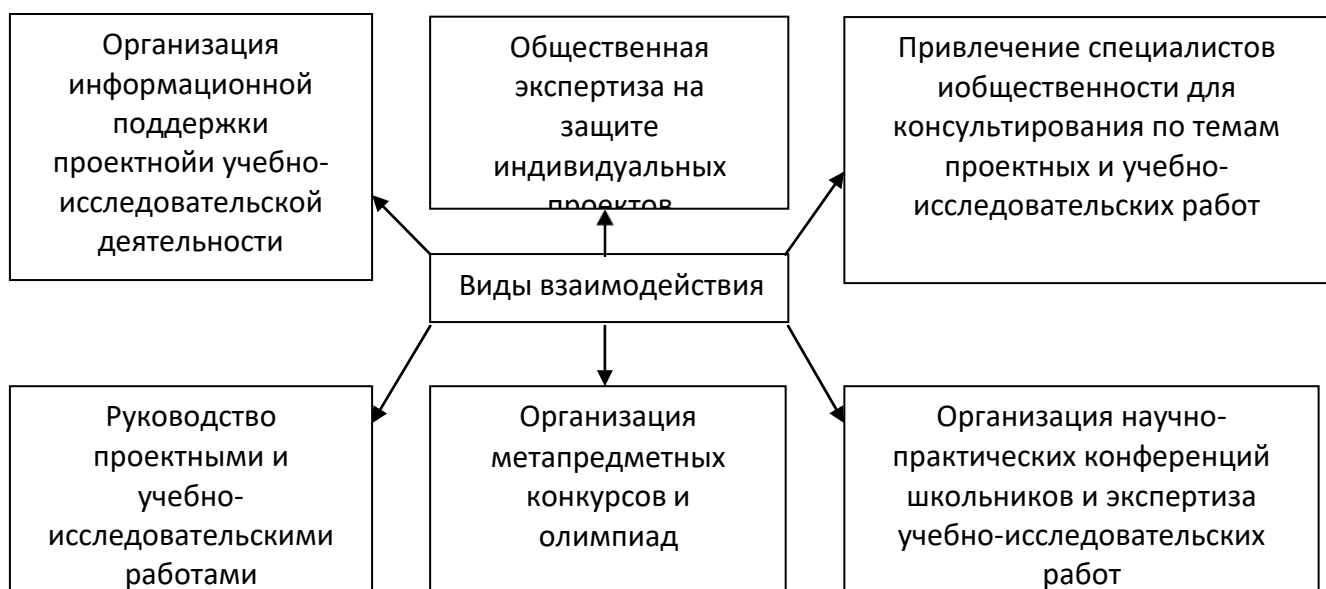 Организация
информационной
поддержки
проектнойи учебно-
исследовательской
деятельности
Общественная
экспертиза на
защите
индивидуальных
проектов
Привлечение специалистов
иобщественности для
консультирования по темам
проектных и учебно-
исследовательских работ
Виды взаимодействия
Руководство
проектными и
учебно-
исследовательскими
работами
Организация
метапредметных
конкурсов и
олимпиад
Организация научно-
практических конференций
школьников и экспертиза
учебно-исследовательских
работ